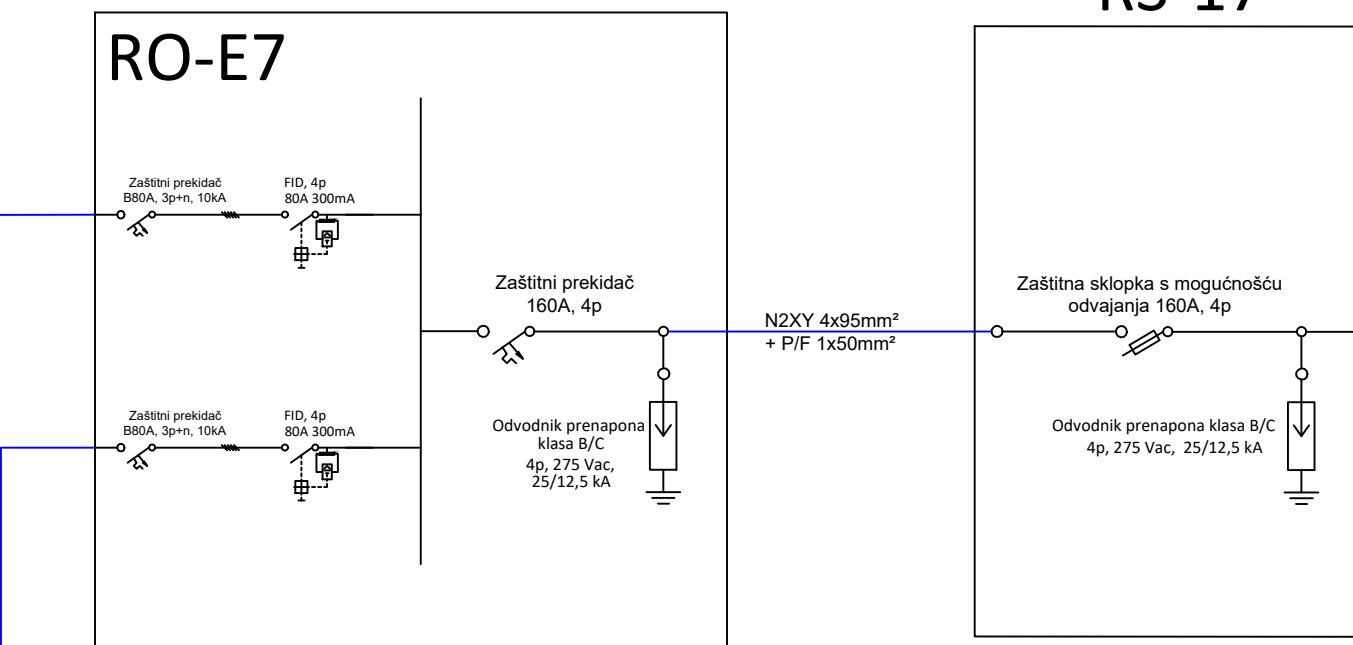 RS-17
RO-E7
Zaštitni prekidač
B80A, 3p+n, 10kA
FID, 4p
80A 300mA
Zaštitni prekidač
160A, 4p
N2XY 4x95mm²
+ P/F 1x50mm²
Zaštitna sklopka s mogućnošću
odvajanja 160A, 4p
Zaštitni prekidač
B80A, 3p+n, 10kA
FID, 4p
80A 300mA
Odvodnik prenapona
klasa B/C
4p, 275 Vac,
25/12,5 kA
Odvodnik prenapona klasa B/C
4p, 275 Vac, 25/12,5 kA